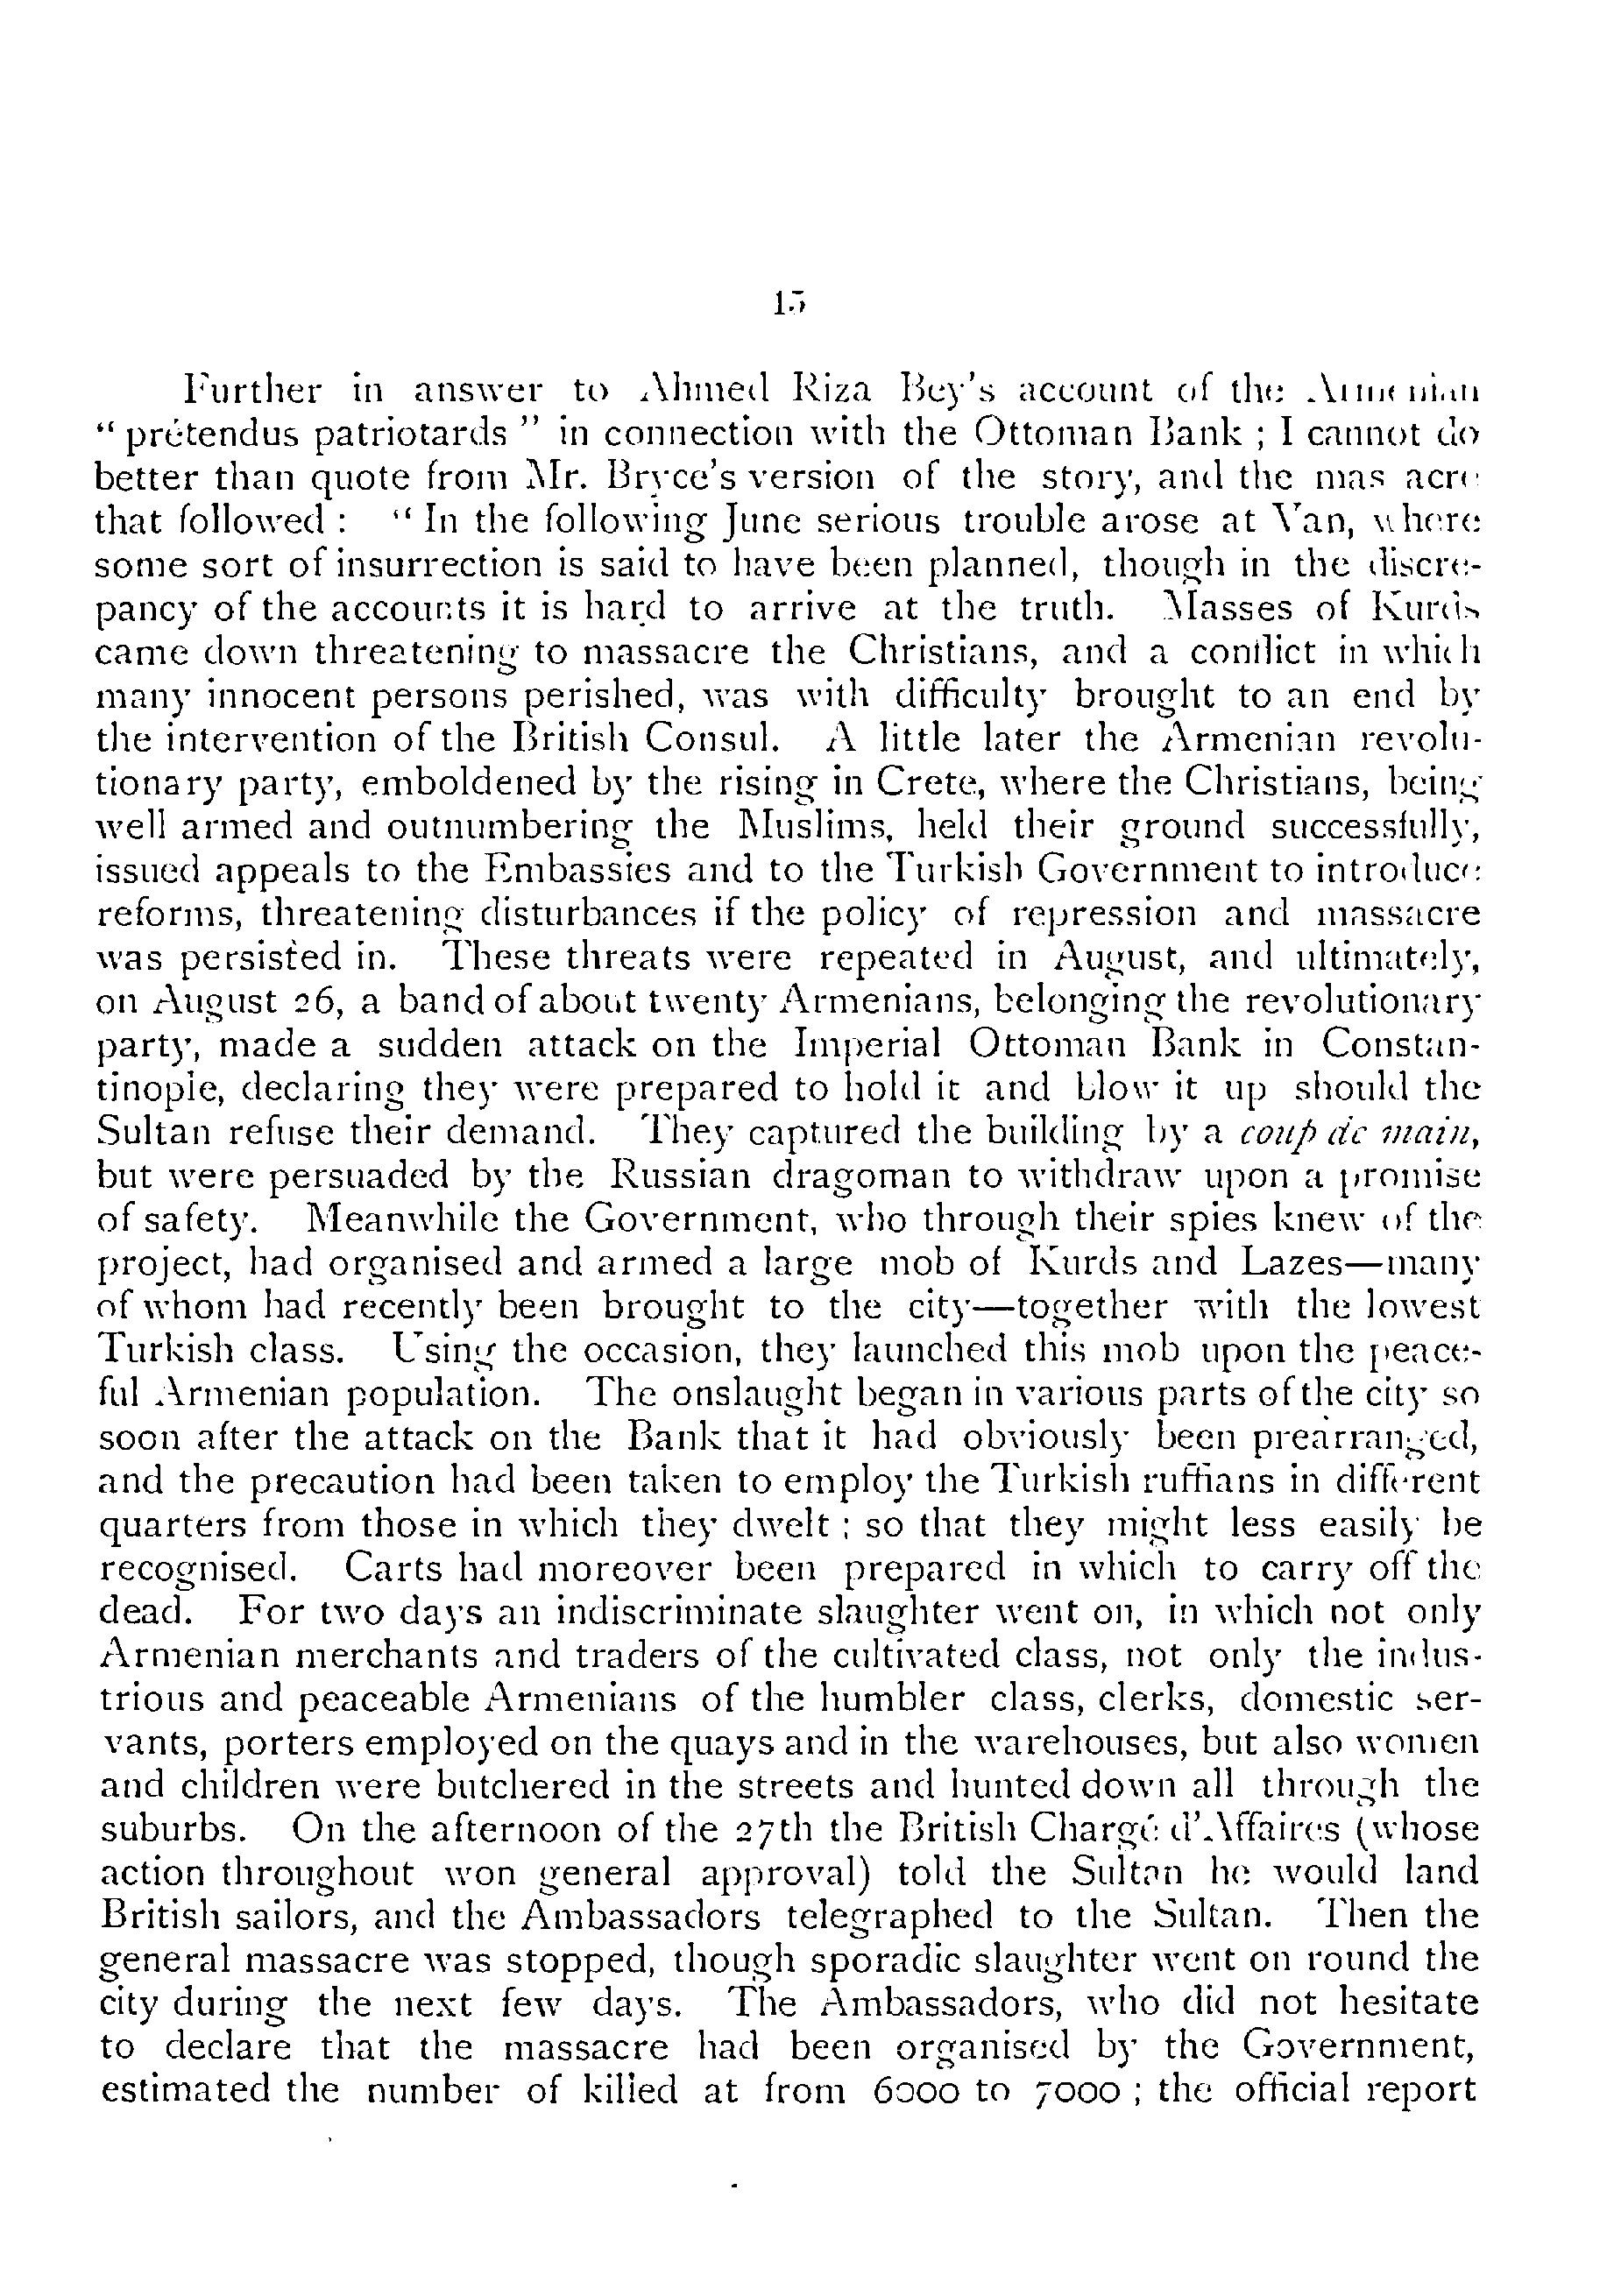 15
Further in answer to Ahmed Riza Bey's account of the Armenian
“ prétendus patriotards ” in connection with the Ottoman Bank ; I cannot do
better than quote from Mr. Bryce's version of the story, and the mas acre
that followed : “ In the following June serious trouble arose at Van, where
some sort of insurrection is said to have been planned, though in the discre-
pancy of the accounts it is hard to arrive at the truth. Masses of Kurds
came down threatening to massacre the Christians, and a conflict in which
many innocent persons perished, was with difficulty brought to an end by
the intervention of the British Consul. A little later the Armenian revolu-
tionary party, emboldened by the rising in Crete, where the Christians, being
well armed and outnumbering the Muslims, held their ground successfully,
issued appeals to the Embassies and to the Turkish Government to introduce
reforms, threatening disturbances if the policy of repression and massacre
was persisted in. These threats were repeated in August, and ultimately,
on August 26, a band of about twenty Armenians, belonging the revolutionary
party, made a sudden attack on the Imperial Ottoman Bank in Constan-
tinople, declaring they were prepared to hold it and blow it up should the
Sultan refuse their demand. They captured the building by a coup de main,
but were persuaded by the Russian dragoman to withdraw upon a promise
of safety. Meanwhile the Government, who through their spies knew of the
project, had organised and armed a large mob of Kurds and Lazes—many
of whom had recently been brought to the city—together with the lowest
Turkish class. Using the occasion, they launched this mob upon the peace-
ful Armenian population. The onslaught began in various parts of the city so
soon after the attack on the Bank that it had obviously been prearranged,
and the precaution had been taken to employ the Turkish ruffians in different
quarters from those in which they dwelt ; so that they might less easily be
recognised. Carts had moreover been prepared in which to carry off the
dead. For two days an indiscriminate slaughter went on, in which not only
Armenian merchants and traders of the cultivated class, not only the indus-
trious and peaceable Armenians of the humbler class, clerks, domestic ser-
vants, porters employed on the quays and in the warehouses, but also women
and children were butchered in the streets and hunted down all through the
suburbs. On the afternoon of the 27th the British Chargé d'Affaires (whose
action throughout won general approval) told the Sultan he would land
British sailors, and the Ambassadors telegraphed to the Sultan. Then the
general massacre was stopped, though sporadic slaughter went on round the
city during the next few days. The Ambassadors, who did not hesitate
to declare that the massacre had been organised by the Government,
estimated the number of killed at from 6000 to 7000 ; the official report